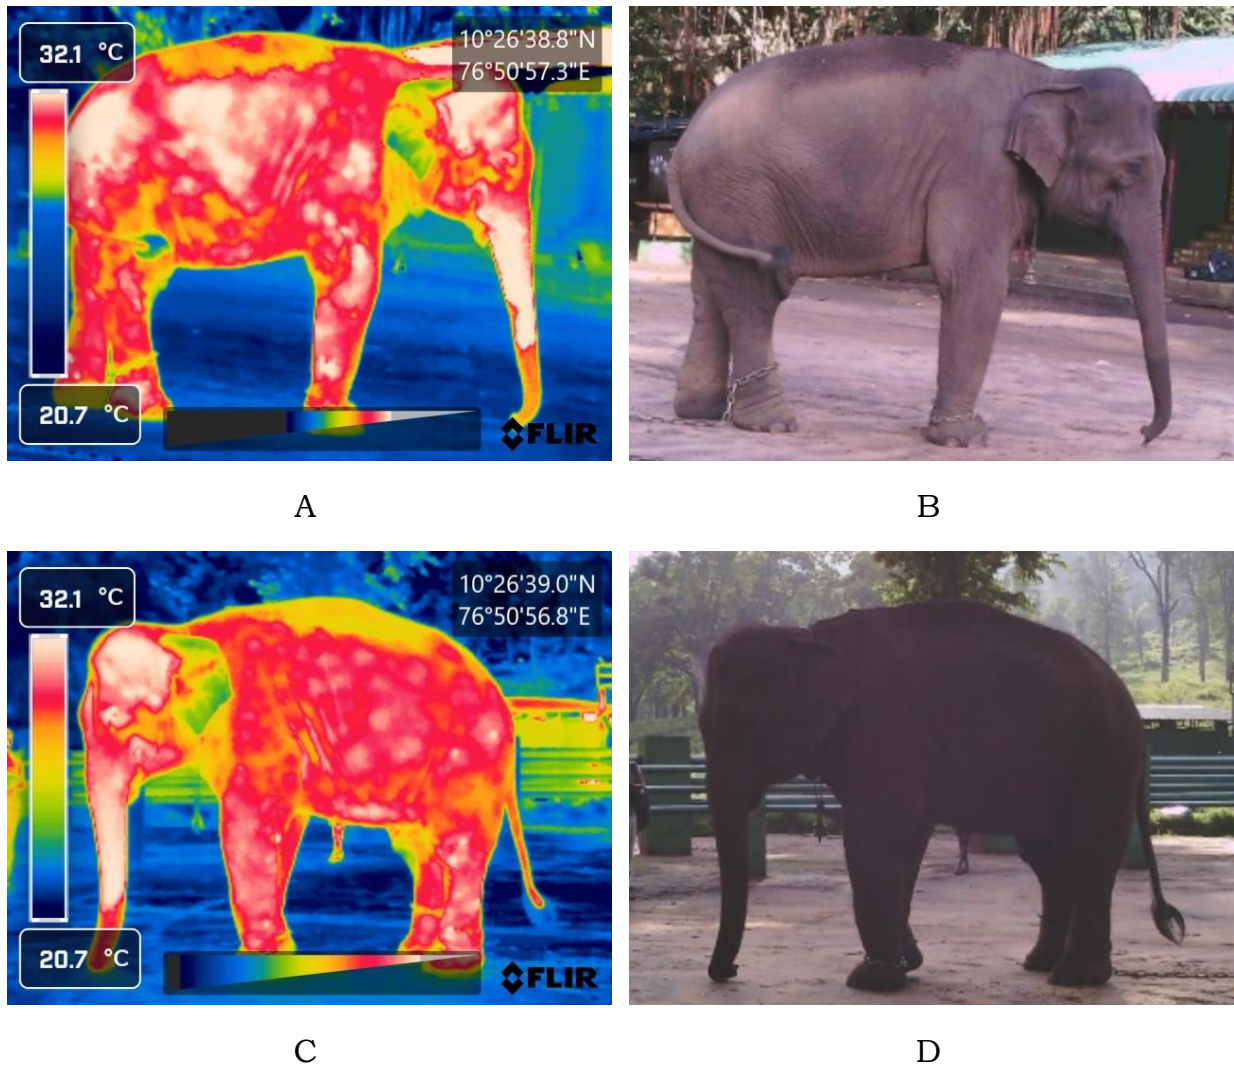 32.1 °C
10°26'38.8"N
76°50'57.3"E
20.7 °C
FLIR
A
B
32.1 °C
10°26'39.0"N
76°50'56.8"E
20.7 °C
FLIR
C
D